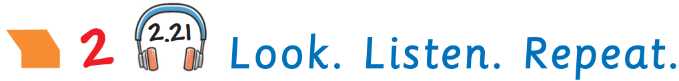 2 2.21 Look. Listen. Repeat.